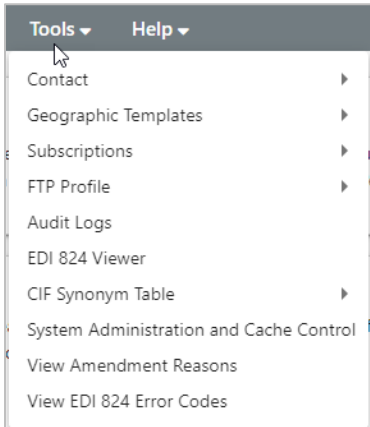 Tools Help
Contact
Geographic Templates
Subscriptions
FTP Profile
Audit Logs
EDI 824 Viewer
CIF Synonym Table
System Administration and Cache Control
View Amendment Reasons
View EDI 824 Error Codes